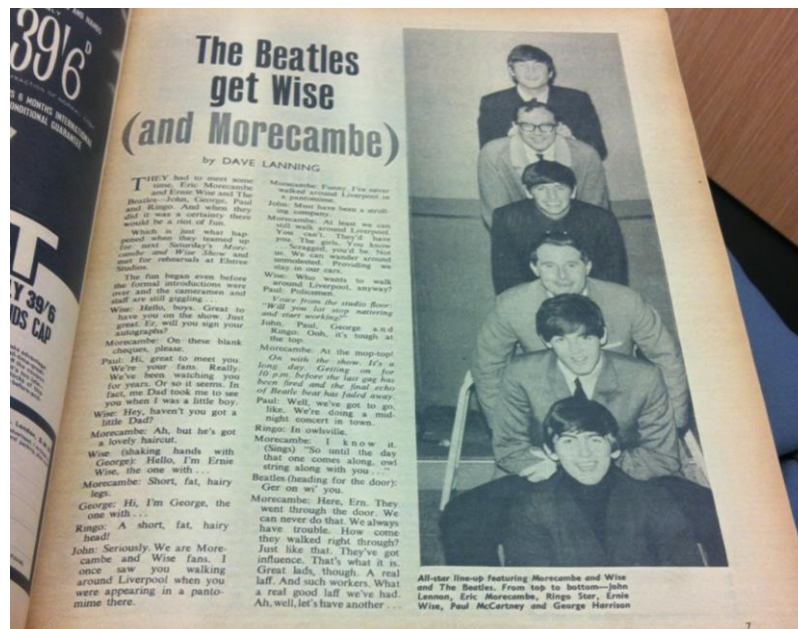 39'6
D
6 MONTHS INTERNATIONAL
CONDITIONAL GUARANTEE
T
39/6
CAP
The Beatles
get Wise
(and Morecambe)
by DAVE LANNING
THEY had to meet some
time. Eric Morecambe
and Ernie Wise and The
Beatles—John, George, Paul
and Ringo. And when they
did it was a certainty there
would be a riot of fun.
Which is just what hap-
pened when they teamed up
for next Saturday's More-
cambe and Wise Show and
met for rehearsals at Elstree
Studios.
The fun began even before
the formal introductions were
over and the cameramen and
staff are still giggling . . .
Wise: Hello, boys. Great to
have you on the show. Just
great. Er, will you sign your
autographs?
Morecambe: On these blank
cheques, please.
Paul: Hi, great to meet you.
We're your fans. Really.
We've been watching you
for years. Or so it seems. In
fact, me Dad took me to see
you when I was a little boy.
Wise: Hey, haven't you got a
little Dad?
Morecambe: Ah, but he's got
a lovely haircut.
Wise (shaking hands with
George): Hello, I'm Ernie
Wise, the one with . . .
Morecambe: Short, fat, hairy
legs.
George: Hi, I'm George, the
one with . . .
Ringo: A short, fat, hairy
head!
John: Seriously. We are More-
cambe and Wise fans. I
once saw you walking
around Liverpool when you
were appearing in a panto-
mime there.
Morecambe: Funny, I've never
walked around Liverpool in
a pantomime.
John: Must have been a stroll-
ing company.
Morecambe: At least we can
still walk around Liverpool.
You can't. They'd have
you. The girls. You know
. . . Scragged, you'd be. Not
us. We can wander around
unmolested. Providing we
stay in our cars.
Wise: Who wants to walk
around Liverpool, anyway?
Paul: Policemen.
Voice from the studio floor:
"Will you lot stop nattering
and start working?"
John, Paul, George and
Ringo: Ooh, it's tough at
the top.
Morecambe: At the mop-top!
On with the show. It's a
long day. Getting on for
10 p.m. before the last gag has
been fired and the final echo
of Beatle beat has faded away.
Paul: Well, we've got to go,
like. We're doing a mid-
night concert in town.
Ringo: In owlsville.
Morecambe: I know it.
(Sings) "So until the day
that one comes along, owl
string along with you . . ."
Beatles (heading for the door):
Ger on wi' you.
Morecambe: Here, Ern. They
went through the door. We
can never do that. We always
have trouble. How come
they walked right through?
Just like that. They've got
influence. That's what it is.
Great lads, though. A real
laff. And such workers. What
a real good laff we've had.
Ah, well, let's have another . . .
All-star line-up featuring Morecambe and Wise
and The Beatles. From top to bottom—John
Lennon, Eric Morecambe, Ringo Star, Ernie
Wise, Paul McCartney and George Harrison
7